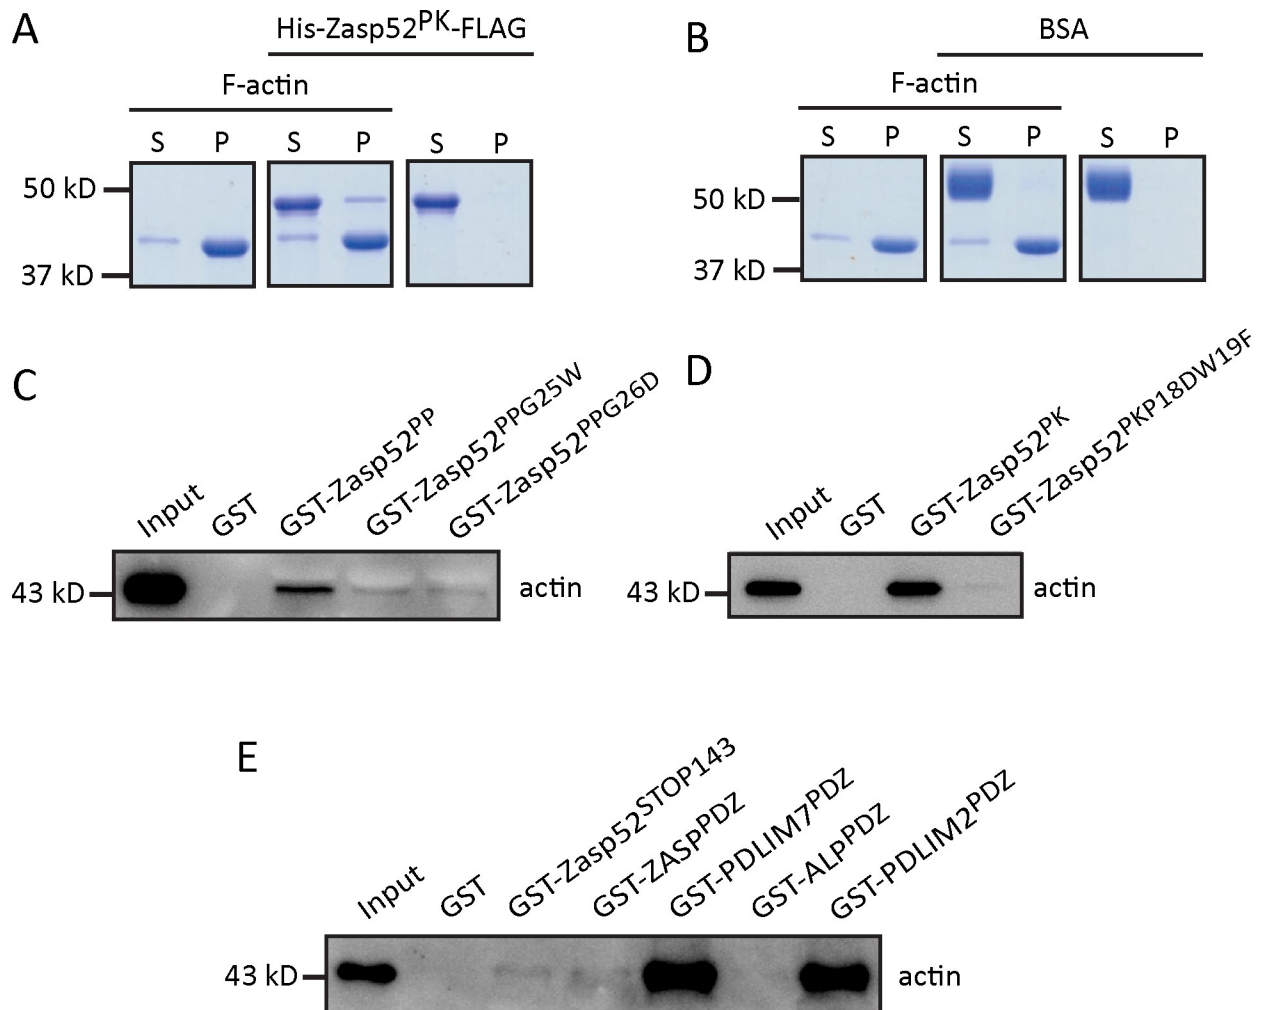 A
His-Zasp52PK-FLAG
F-actin
S P S P S P
50 kD
37 kD
B
BSA
F-actin
S P S P S P
50 kD
37 kD
C
Input
GST
GST-Zasp52PP
GST-Zasp52PPG25W
GST-Zasp52PPG26D
43 kD
actin
D
Input
GST
GST-Zasp52PK
GST-Zasp52PKP18DW19F
43 kD
actin
E
Input
GST
GST-Zasp52STOP143
GST-ZASPPDZ
GST-PDLIM7PDZ
GST-ALPPDZ
GST-PDLIM2PDZ
43 kD
actin